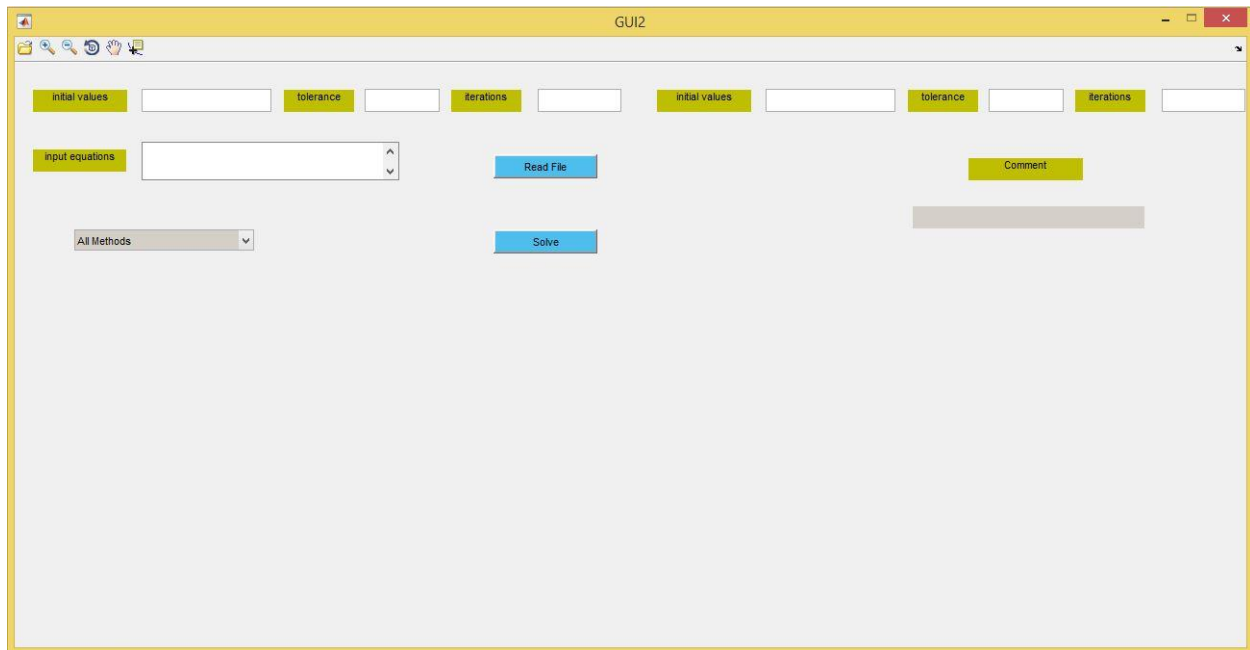 GUI2
initial values tolerance iterations initial values tolerance iterations
input equations Read File Comment
All Methods Solve